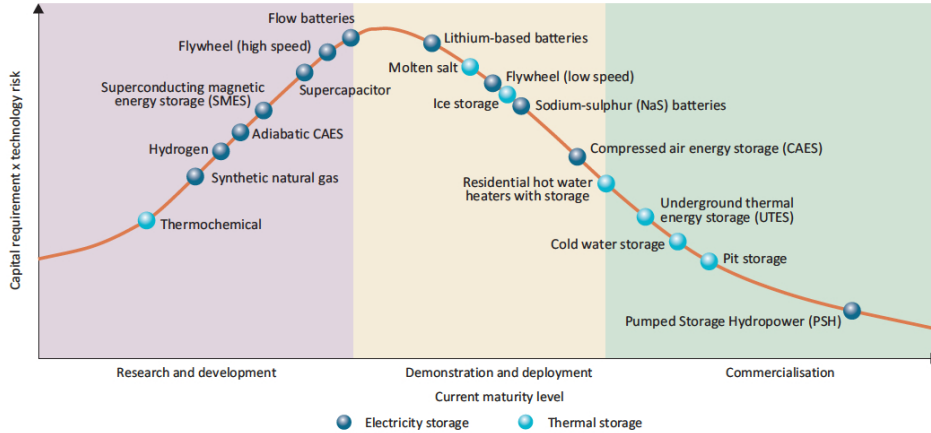 Capital requirement x technology risk
Flow batteries
Flywheel (high speed)
Supercapacitor
Superconducting magnetic
energy storage (SMES)
Adiabatic CAES
Hydrogen
Synthetic natural gas
Thermochemical
Lithium-based batteries
Molten salt
Flywheel (low speed)
Ice storage
Sodium-sulphur (NaS) batteries
Compressed air energy storage (CAES)
Residential hot water
heaters with storage
Underground thermal
energy storage (UTES)
Cold water storage
Pit storage
Pumped Storage Hydropower (PSH)
Research and development
Demonstration and deployment
Commercialisation
Current maturity level
Electricity storage
Thermal storage